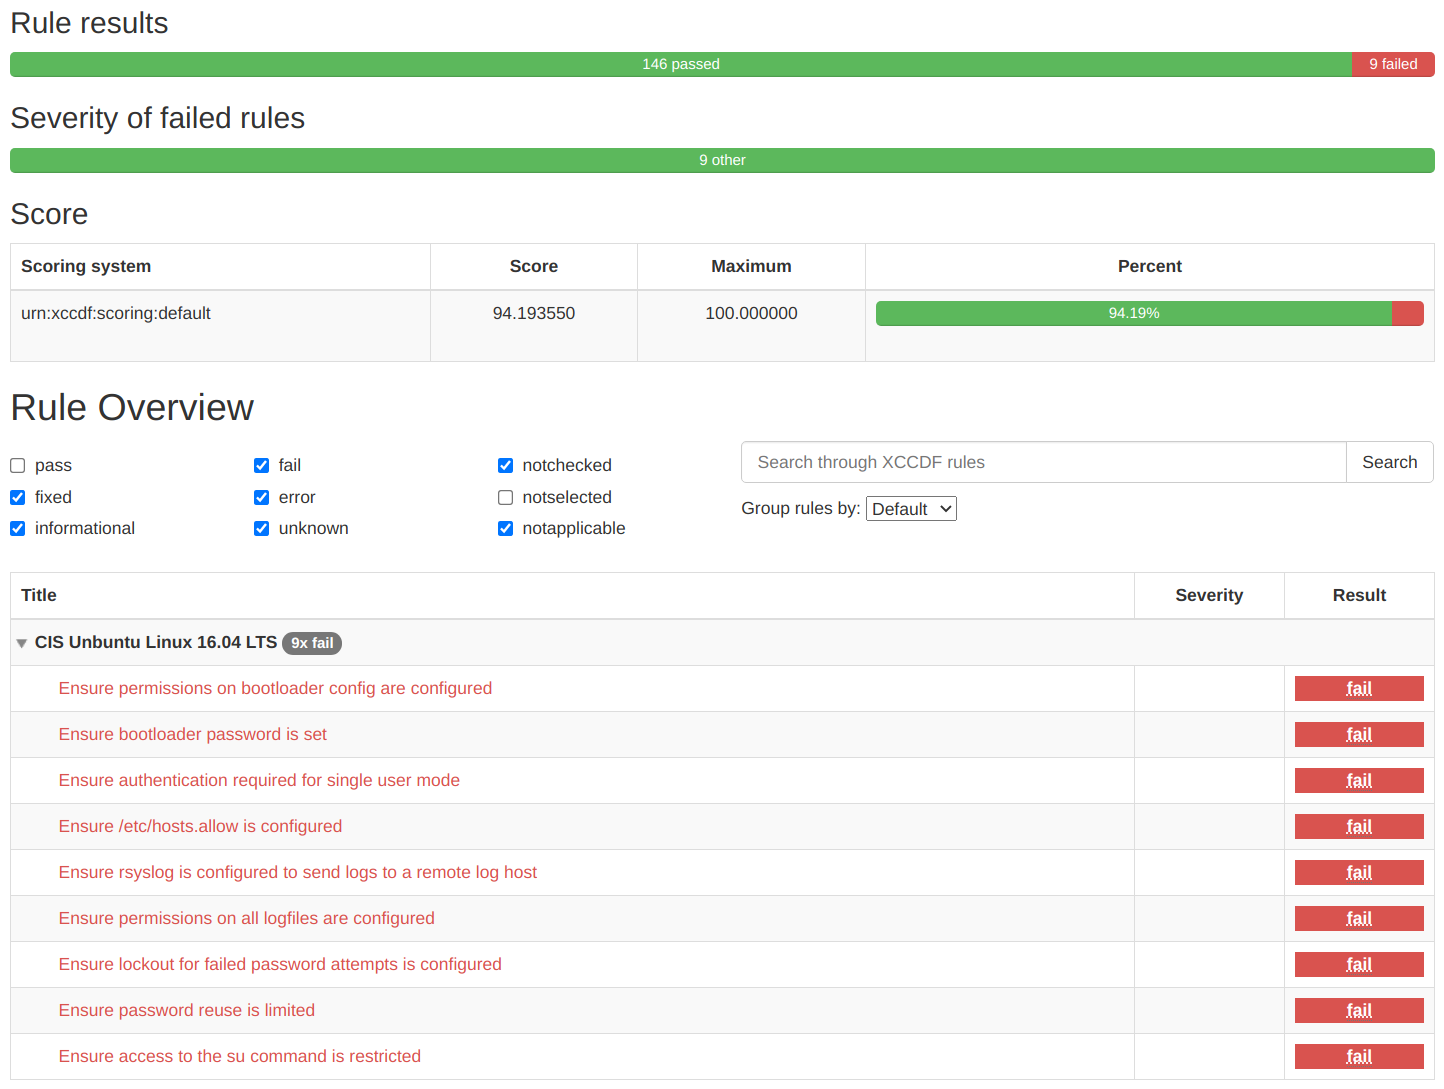 Rule results
146 passed 9 failed
Severity of failed rules
9 other
Score
Scoring system Score Maximum Percent
urn:xccdf:scoring:default 94.193550 100.000000 94.19%
Rule Overview
pass fail notchecked
fixed error notselected
informational unknown notapplicable
Search through XCCDF rules Search
Group rules by: Default
Title Severity Result
CIS Unbuntu Linux 16.04 LTS 9x fail
Ensure permissions on bootloader config are configured fail
Ensure bootloader password is set fail
Ensure authentication required for single user mode fail
Ensure /etc/hosts.allow is configured fail
Ensure rsyslog is configured to send logs to a remote log host fail
Ensure permissions on all logfiles are configured fail
Ensure lockout for failed password attempts is configured fail
Ensure password reuse is limited fail
Ensure access to the su command is restricted fail